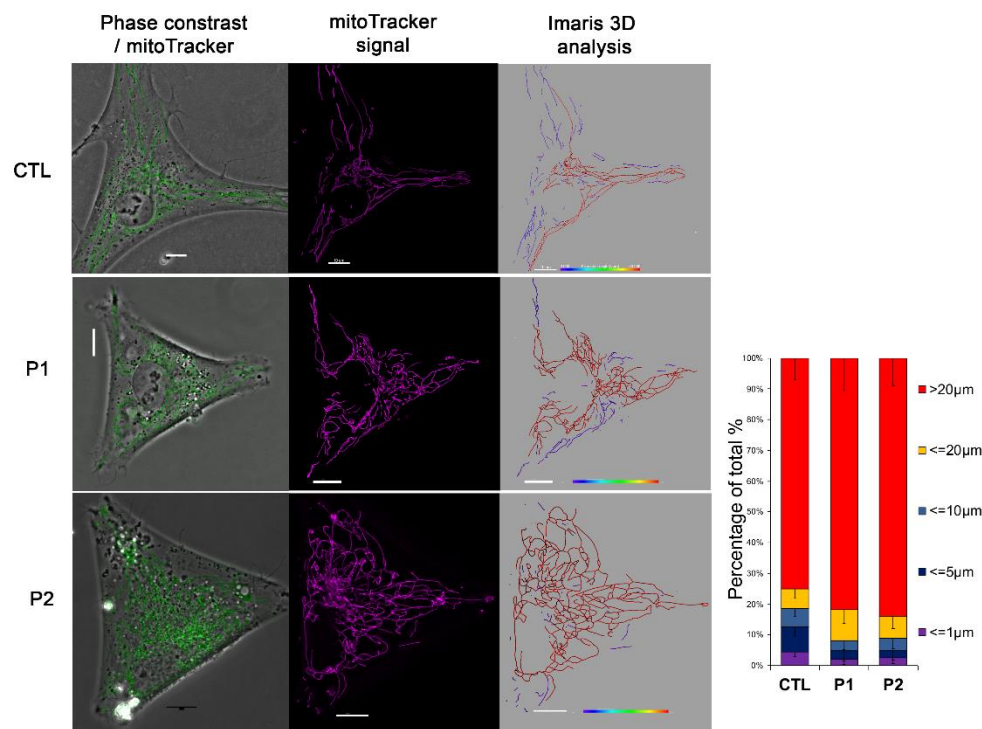 Phase constrast
/ mitoTracker
mitoTracker
signal
Imaris 3D
analysis
CTL
P1
P2
Percentage of total %
100%
90%
80%
70%
60%
50%
40%
30%
20%
10%
0%
CTL
P1
P2
>20µm
<=20µm
<=10µm
<=5µm
<=1µm